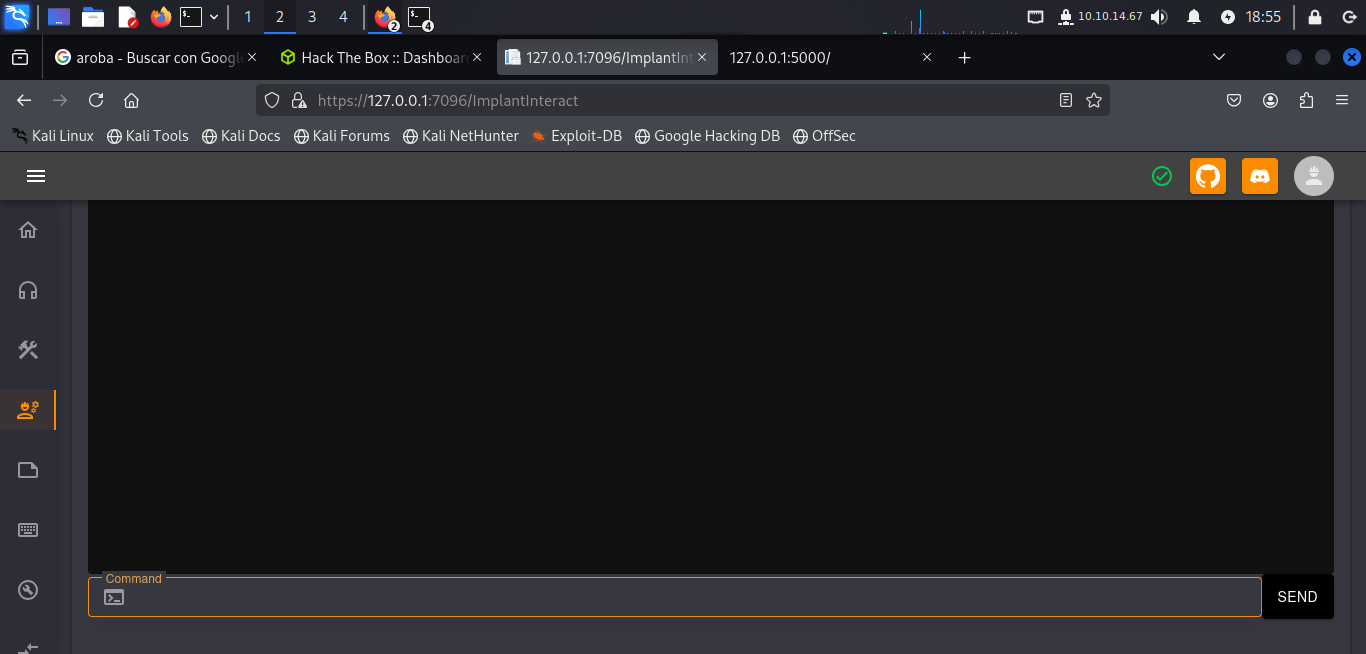 1 2 3 4 2 4 10.10.14.67 18:55
aroba - Buscar con Googl Hack The Box :: Dashboar 127.0.0.1:7096/ImplantInt 127.0.0.1:5000/
https://127.0.0.1:7096/ImplantInteract
Kali Linux Kali Tools Kali Docs Kali Forums Kali NetHunter Exploit-DB Google Hacking DB OffSec
Command
SEND